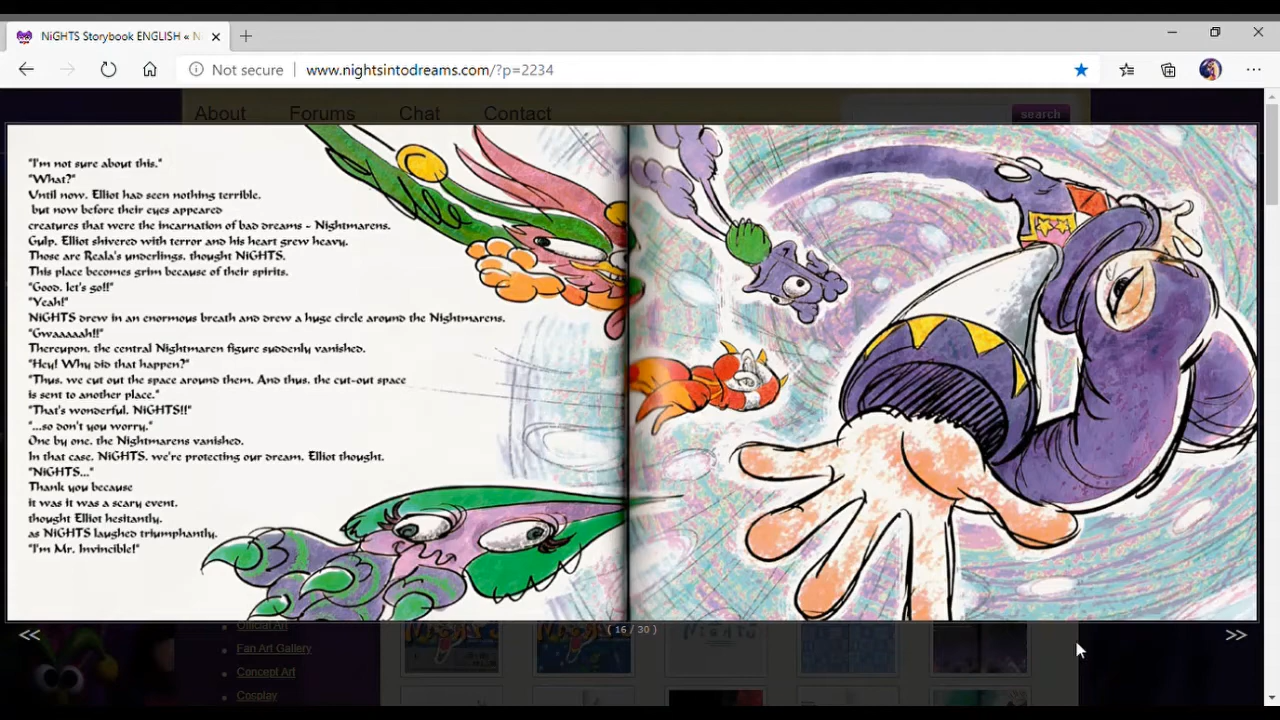 NiGHTS Storybook ENGLISH « N
Not secure
www.nightsintodreams.com/?p=2234
About Forums Chat Contact
search
"I'm not sure about this."
"What?"
Until now, Elliot had seen nothing terrible,
but now before their eyes appeared
creatures that were the incarnation of bad dreams - Nightmarens.
Gulp. Elliot shivered with terror and his heart grew heavy.
Those are Reala's underlings, thought NiGHTS.
This place becomes grim because of their spirits.
"Good, let's go!!"
"Yeah!"
NiGHTS drew in an enormous breath and drew a huge circle around the Nightmarens.
"Gwaaaaah!!"
Thereupon, the central Nightmaren figure suddenly vanished.
"Hey! Why did that happen?"
"Thus, we cut out the space around them. And thus, the cut-out space
is sent to another place."
"That's wonderful, NiGHTS!!"
"...so don't you worry."
One by one, the Nightmarens vanished.
In that case, NiGHTS, we're protecting our dream, Elliot thought.
"NiGHTS..."
Thank you because
it was it was a scary event,
thought Elliot hesitantly,
as NiGHTS laughed triumphantly.
"I'm Mr. Invincible!"
<< ( 16 / 30 ) >>
Official Art
Fan Art Gallery
Concept Art
Cosplay